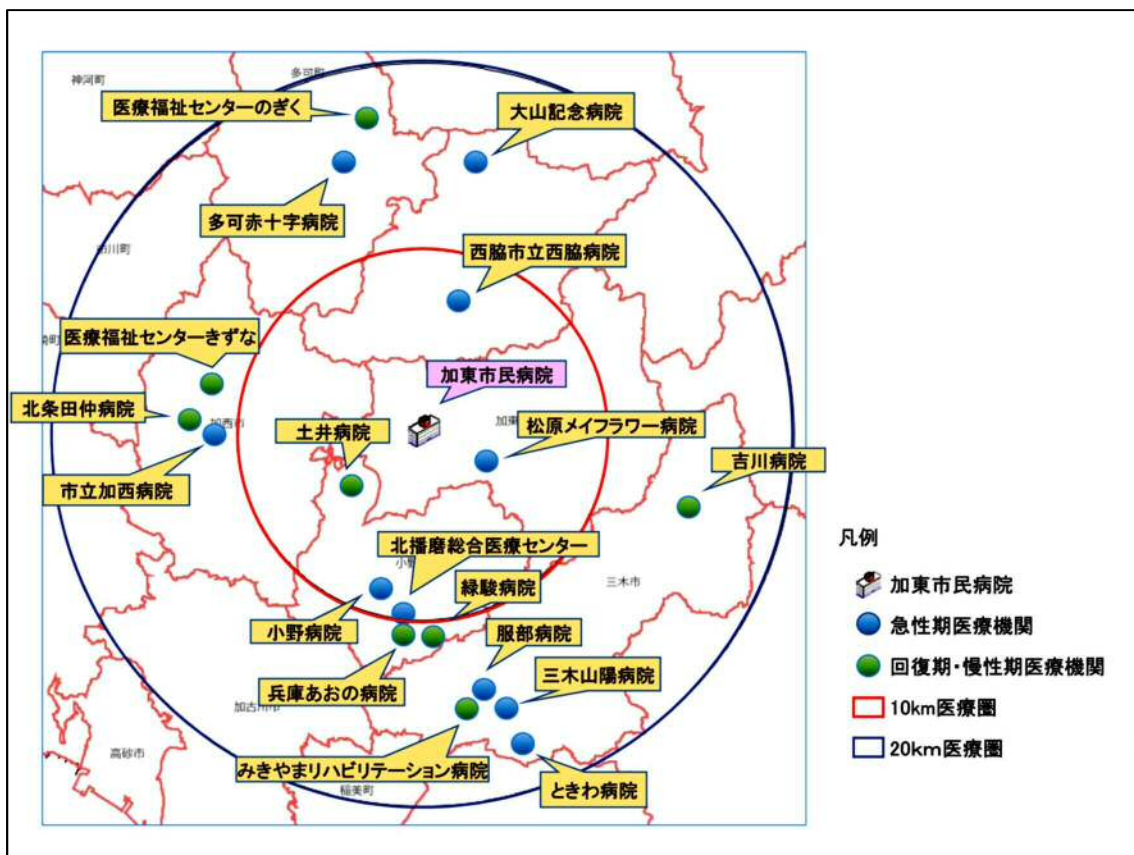 神河町
多可町
医療福祉センターのぎく
大山記念病院
多可赤十字病院
市川町
西脇市立西脇病院
医療福祉センターきずな
加東市民病院
北条田仲病院
加西市
土井病院
加東
松原メイフラワー病院
吉川病院
市立加西病院
北播磨総合医療センター
小野
緑駿病院
三木市
小野病院
服部病院
兵庫あおの病院
三木山陽病院
加古川市
高砂市
みきやまリハビリテーション病院
ときわ病院
稲美町
凡例
加東市民病院
急性期医療機関
回復期・慢性期医療機関
10km医療圏
20km医療圏